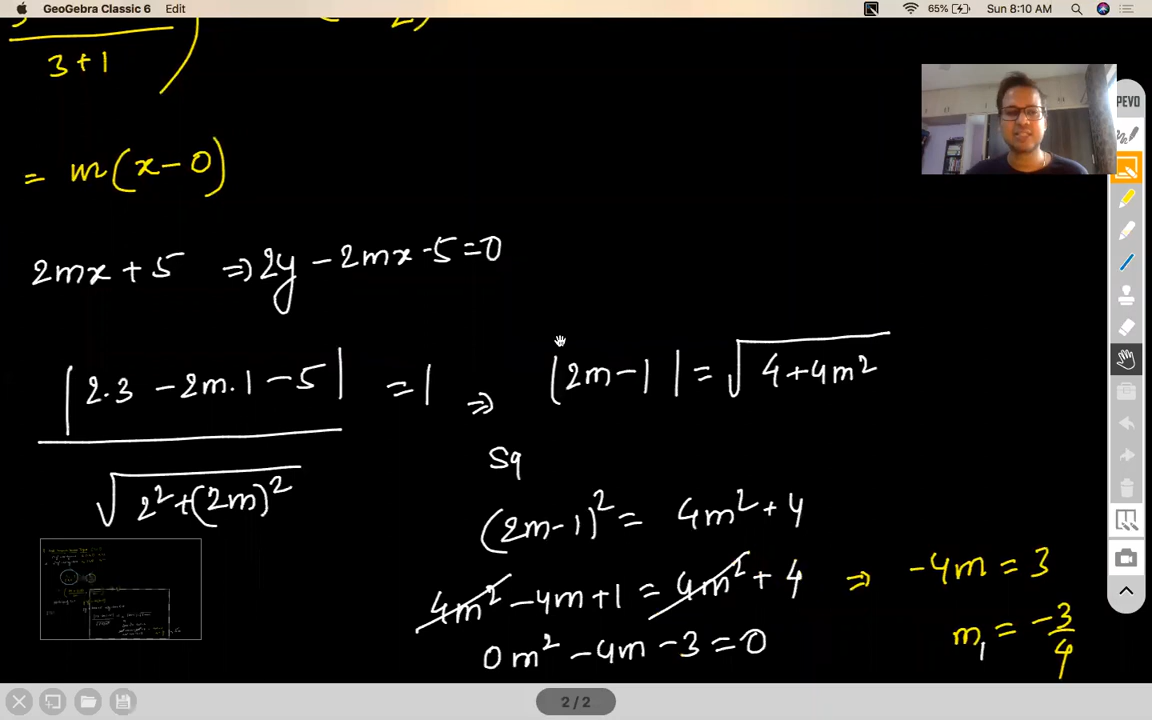 GeoGebra Classic 6 Edit 65% Sun 8:10 AM
3 + 1
= m(x-0)
2mx + 5 ⇒ 2y - 2mx - 5 = 0
|2.3 - 2m.1 - 5| / √(2² + (2m)²) = 1 ⇒ |2m - 1| = √(4 + 4m²)
Sq
(2m-1)² = 4m² + 4
4m² - 4m + 1 = 4m² + 4 ⇒ -4m = 3
0m² - 4m - 3 = 0
m₁ = -3/4
2/2
PEVO